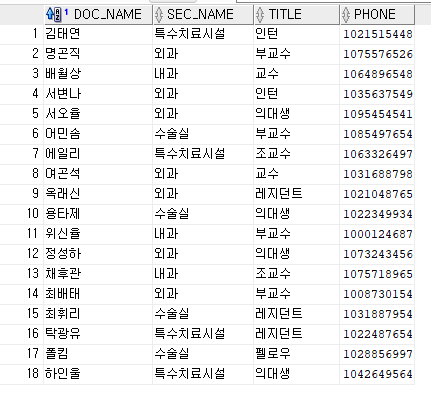 DOC_NAME SEC_NAME TITLE PHONE
1 김태연 특수치료시설 인턴 1021515448
2 명곤직 외과 부교수 1075576526
3 배월상 내과 교수 1064896548
4 서변나 외과 인턴 1035637549
5 서오율 외과 의대생 1095454541
6 어민솜 수술실 부교수 1085497654
7 에일리 특수치료시설 조교수 1063326497
8 여곤석 외과 교수 1031688798
9 옥래신 외과 레지던트 1021048765
10 용타제 수술실 의대생 1022349934
11 위신율 내과 부교수 1000124687
12 정성하 외과 의대생 1073243456
13 채후관 내과 조교수 1075718965
14 최배태 외과 부교수 1008730154
15 최휘리 수술실 레지던트 1031887954
16 탁광유 특수치료시설 레지던트 1022487654
17 폴킴 수술실 펠로우 1028856997
18 하인울 특수치료시설 의대생 1042649564